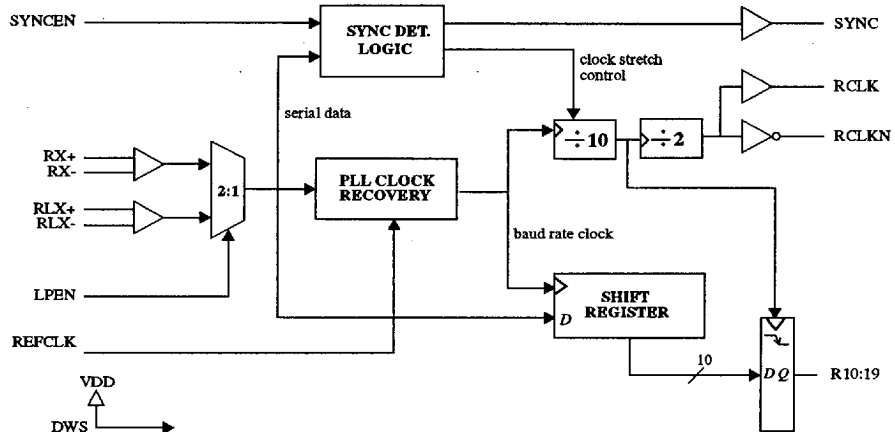 SYNCEN
SYNC DET.
LOGIC
SYNC
clock stretch
control
RCLK
serial data
÷ 10
÷ 2
RCLKN
RX+
RX-
2:1
PLL CLOCK
RECOVERY
RLX+
RLX-
baud rate clock
LPEN
SHIFT
REGISTER
D
REFCLK
10
D Q
R10:19
VDD
DWS